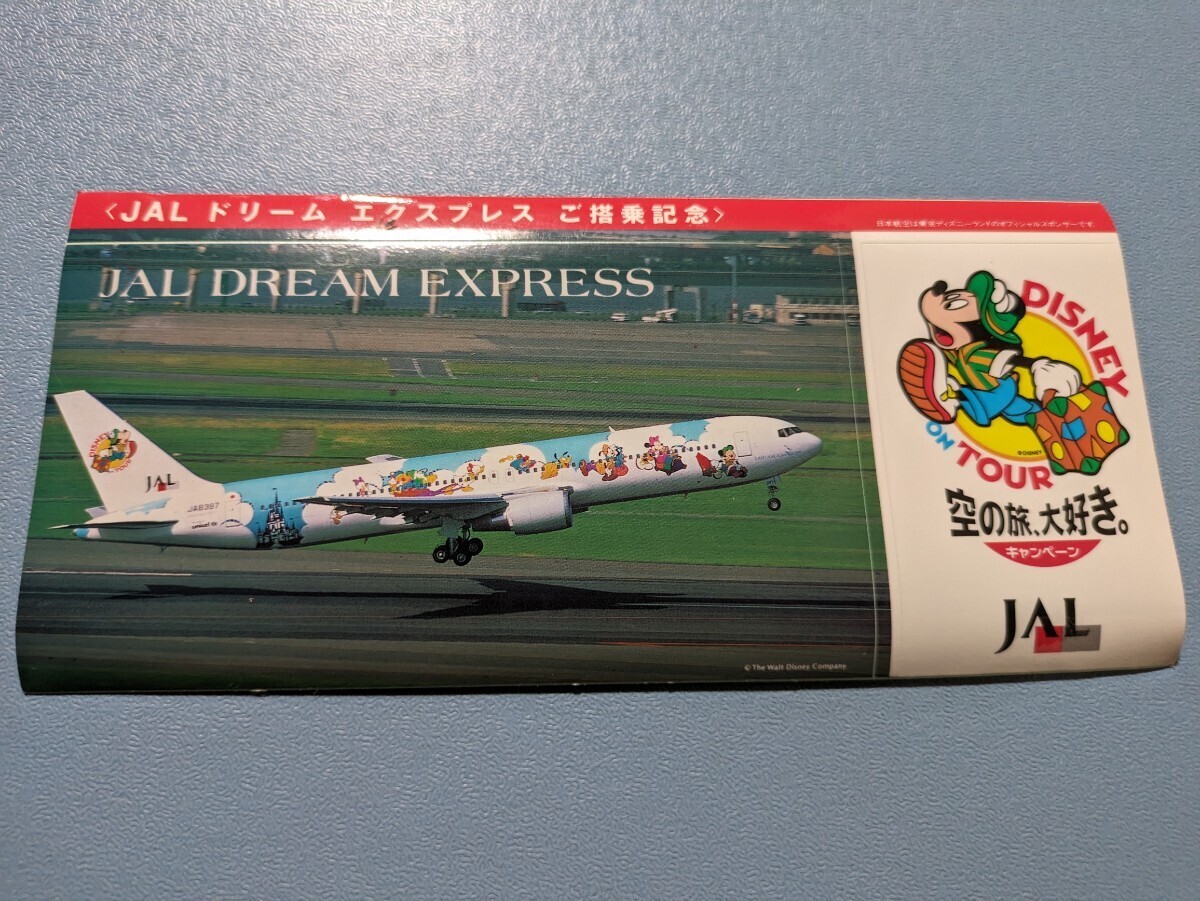 〈JAL ドリーム エクスプレス ご搭乗記念〉
日本航空は東京ディズニーランドのオフィシャルスポンサーです。
JAL DREAM EXPRESS
DISNEY
ON TOUR
©DISNEY
空の旅、大好き。
キャンペーン
JAL
DISNEY
JAL
JA8397
© The Walt Disney Company